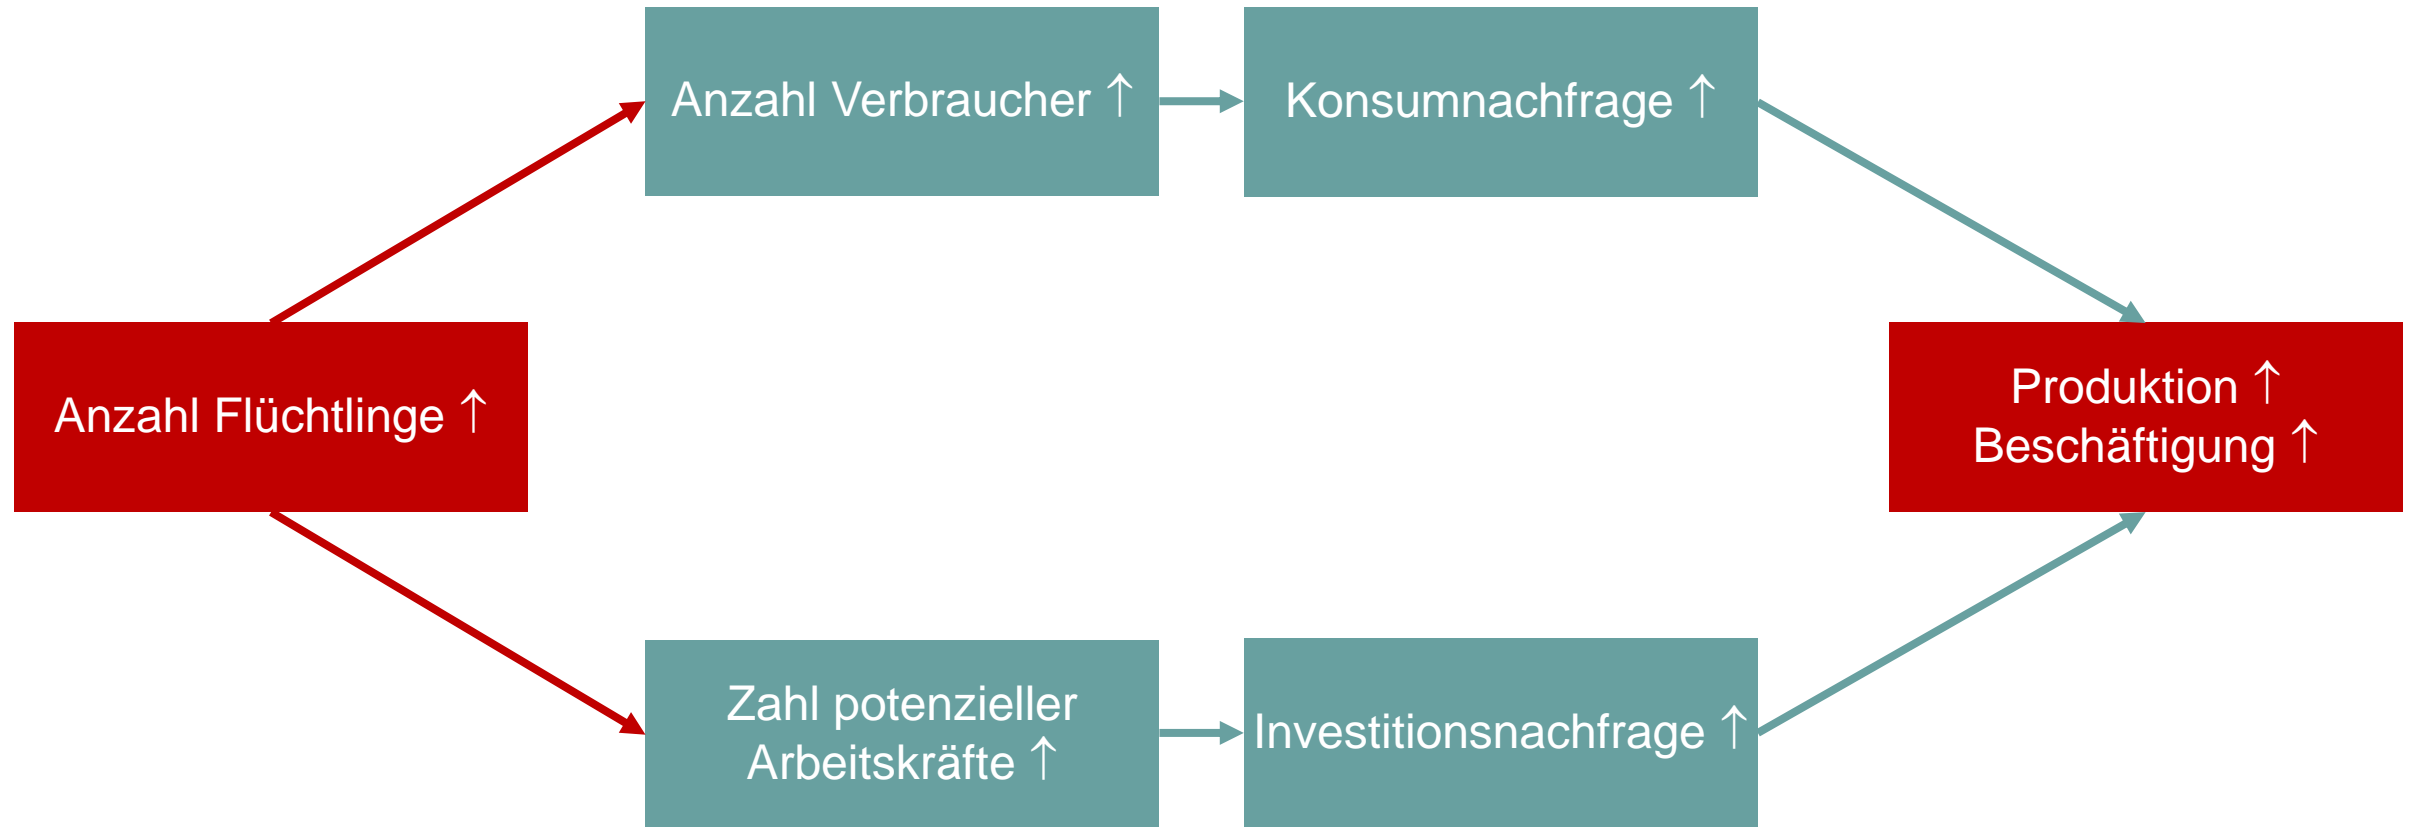 Anzahl Verbraucher ↑
Konsumnachfrage ↑
Anzahl Flüchtlinge ↑
Produktion ↑
Beschäftigung ↑
Zahl potenzieller
Arbeitskräfte ↑
Investitionsnachfrage ↑